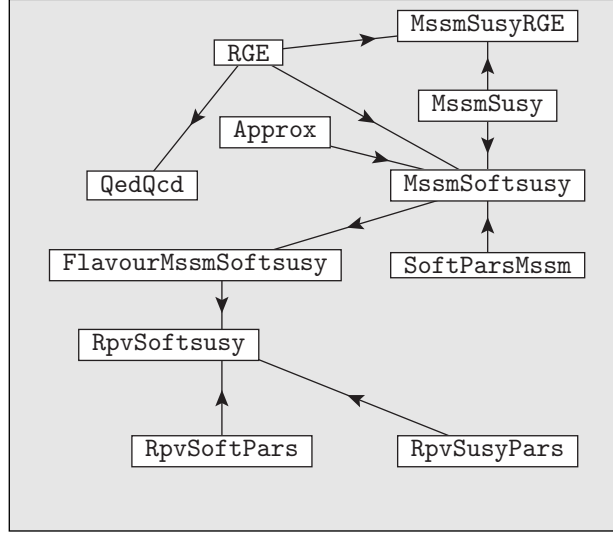 MssmSusyRGE
RGE
MssmSusy
Approx
QedQcd
MssmSoftsusy
FlavourMssmSoftsusy
SoftParsMssm
RpvSoftsusy
RpvSoftPars
RpvSusyPars